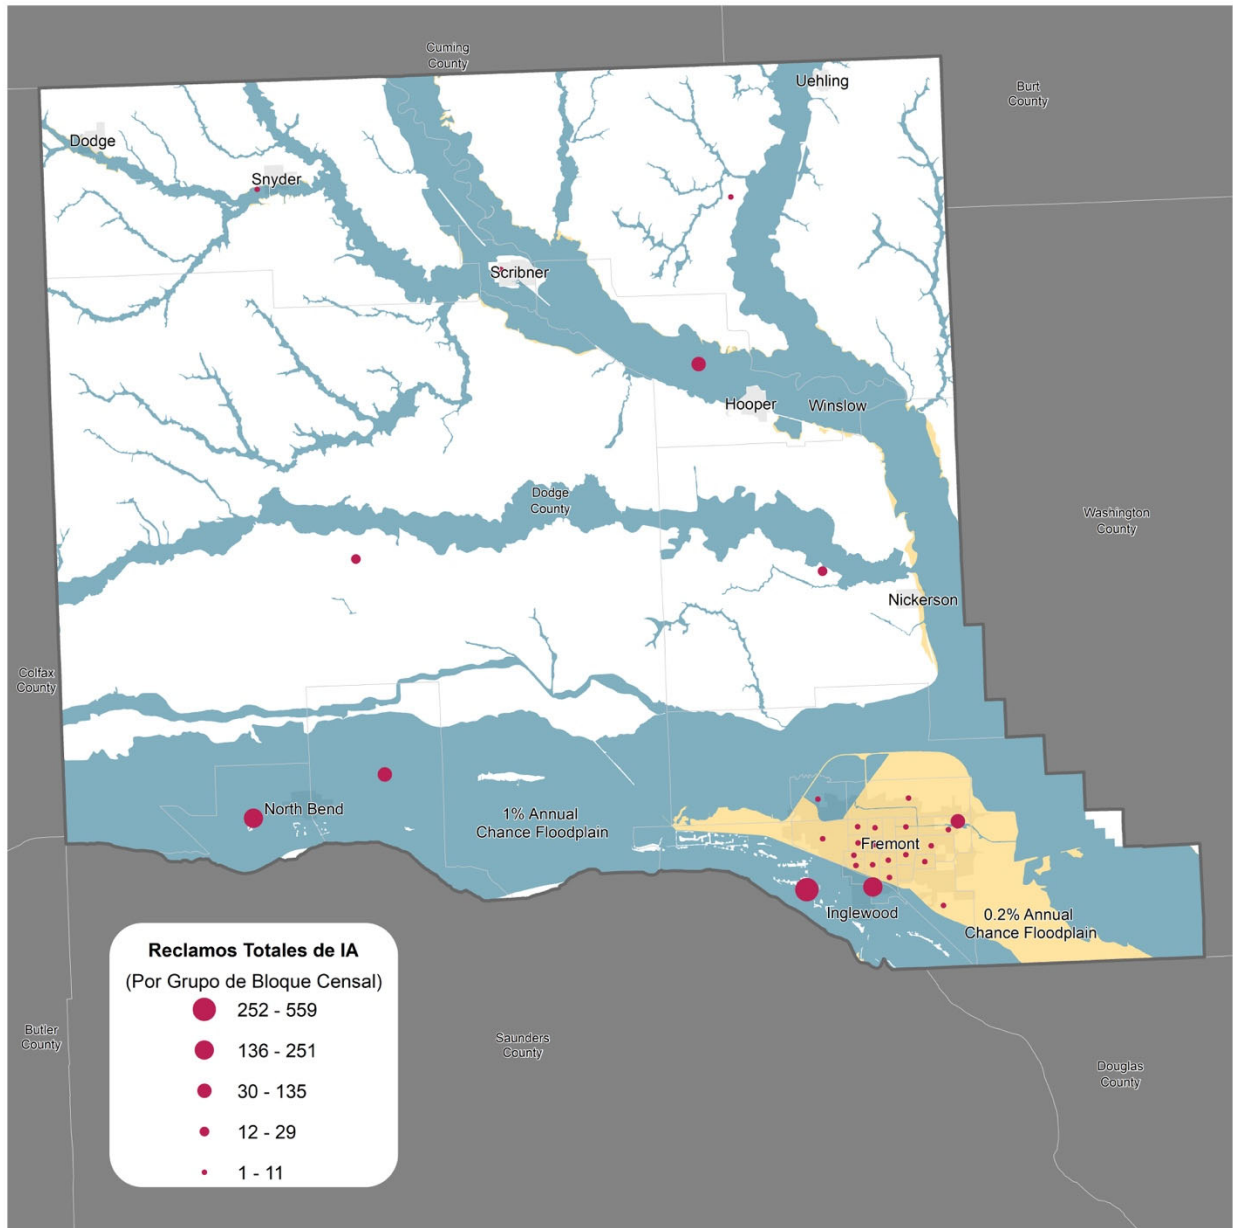 Cuming
County
Uehling
Burt
County
Dodge
Snyder
Scribner
Hooper
Winslow
Dodge
County
Washington
County
Nickerson
Colfax
County
North Bend
1% Annual
Chance Floodplain
Fremont
Inglewood
0.2% Annual
Chance Floodplain
Reclamos Totales de IA
(Por Grupo de Bloque Censal)
252 - 559
136 - 251
30 - 135
12 - 29
1 - 11
Butler
County
Saunders
County
Douglas
County